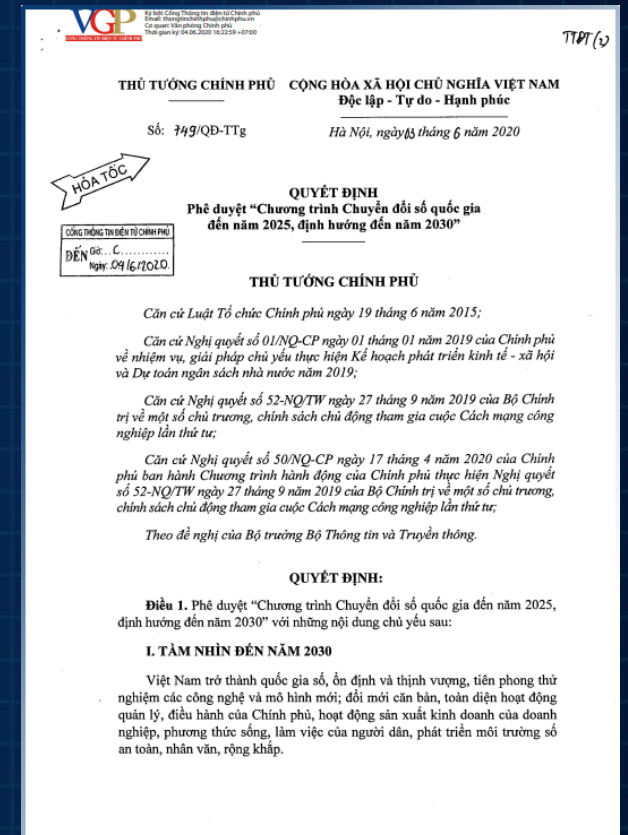 VGP
CỔNG THÔNG TIN ĐIỆN TỬ CHÍNH PHỦ
Ký bởi: Cổng Thông tin điện tử Chính phủ
Email: thongtinchinhphu@chinhphu.vn
Cơ quan: Văn phòng Chính phủ
Thời gian ký: 04.06.2020 16:22:59 +07:00
TTĐT (2)
THỦ TƯỚNG CHÍNH PHỦ
CỘNG HÒA XÃ HỘI CHỦ NGHĨA VIỆT NAM
Độc lập - Tự do - Hạnh phúc
Số: 749/QĐ-TTg
Hà Nội, ngày 03 tháng 6 năm 2020
HỎA TỐC
CỔNG THÔNG TIN ĐIỆN TỬ CHÍNH PHỦ
ĐẾN Giờ: ..C............
Ngày: .04/6/2020.
QUYẾT ĐỊNH
Phê duyệt “Chương trình Chuyển đổi số quốc gia
đến năm 2025, định hướng đến năm 2030”
THỦ TƯỚNG CHÍNH PHỦ
Căn cứ Luật Tổ chức Chính phủ ngày 19 tháng 6 năm 2015;
Căn cứ Nghị quyết số 01/NQ-CP ngày 01 tháng 01 năm 2019 của Chính phủ
về nhiệm vụ, giải pháp chủ yếu thực hiện Kế hoạch phát triển kinh tế - xã hội
và Dự toán ngân sách nhà nước năm 2019;
Căn cứ Nghị quyết số 52-NQ/TW ngày 27 tháng 9 năm 2019 của Bộ Chính
trị về một số chủ trương, chính sách chủ động tham gia cuộc Cách mạng công
nghiệp lần thứ tư;
Căn cứ Nghị quyết số 50/NQ-CP ngày 17 tháng 4 năm 2020 của Chính
phủ ban hành Chương trình hành động của Chính phủ thực hiện Nghị quyết
số 52-NQ/TW ngày 27 tháng 9 năm 2019 của Bộ Chính trị về một số chủ trương,
chính sách chủ động tham gia cuộc Cách mạng công nghiệp lần thứ tư;
Theo đề nghị của Bộ trưởng Bộ Thông tin và Truyền thông.
QUYẾT ĐỊNH:
Điều 1. Phê duyệt “Chương trình Chuyển đổi số quốc gia đến năm 2025,
định hướng đến năm 2030” với những nội dung chủ yếu sau:
I. TẦM NHÌN ĐẾN NĂM 2030
Việt Nam trở thành quốc gia số, ổn định và thịnh vượng, tiên phong thử
nghiệm các công nghệ và mô hình mới; đổi mới căn bản, toàn diện hoạt động
quản lý, điều hành của Chính phủ, hoạt động sản xuất kinh doanh của doanh
nghiệp, phương thức sống, làm việc của người dân, phát triển môi trường số
an toàn, nhân văn, rộng khắp.